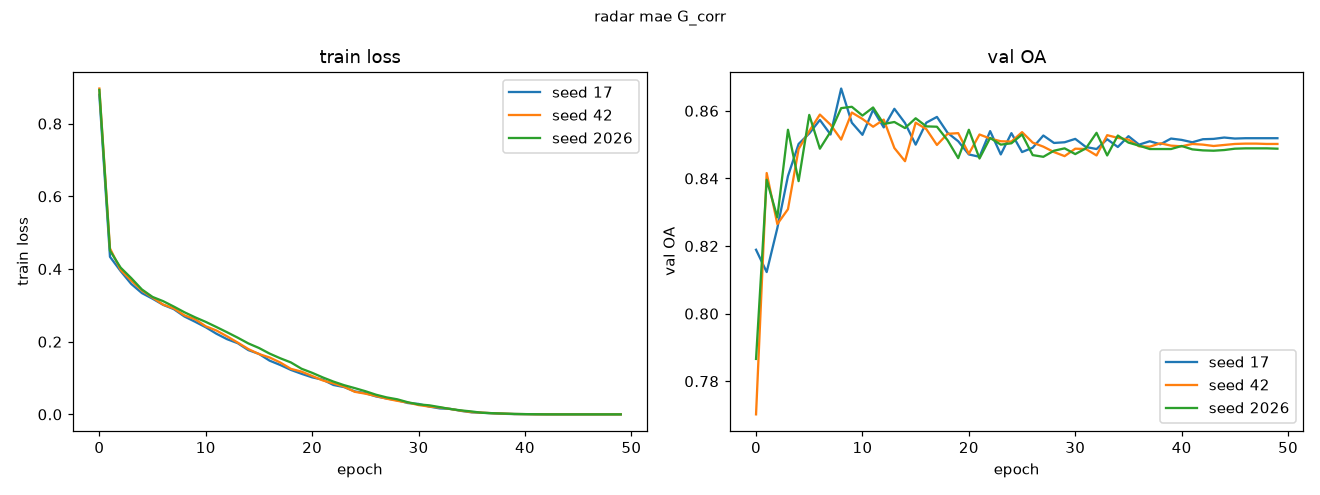 radar mae G_corr
train loss
train loss
0.8
0.6
0.4
0.2
0.0
0 10 20 30 40 50
epoch
seed 17
seed 42
seed 2026
val OA
val OA
0.86
0.84
0.82
0.80
0.78
0 10 20 30 40 50
epoch
seed 17
seed 42
seed 2026